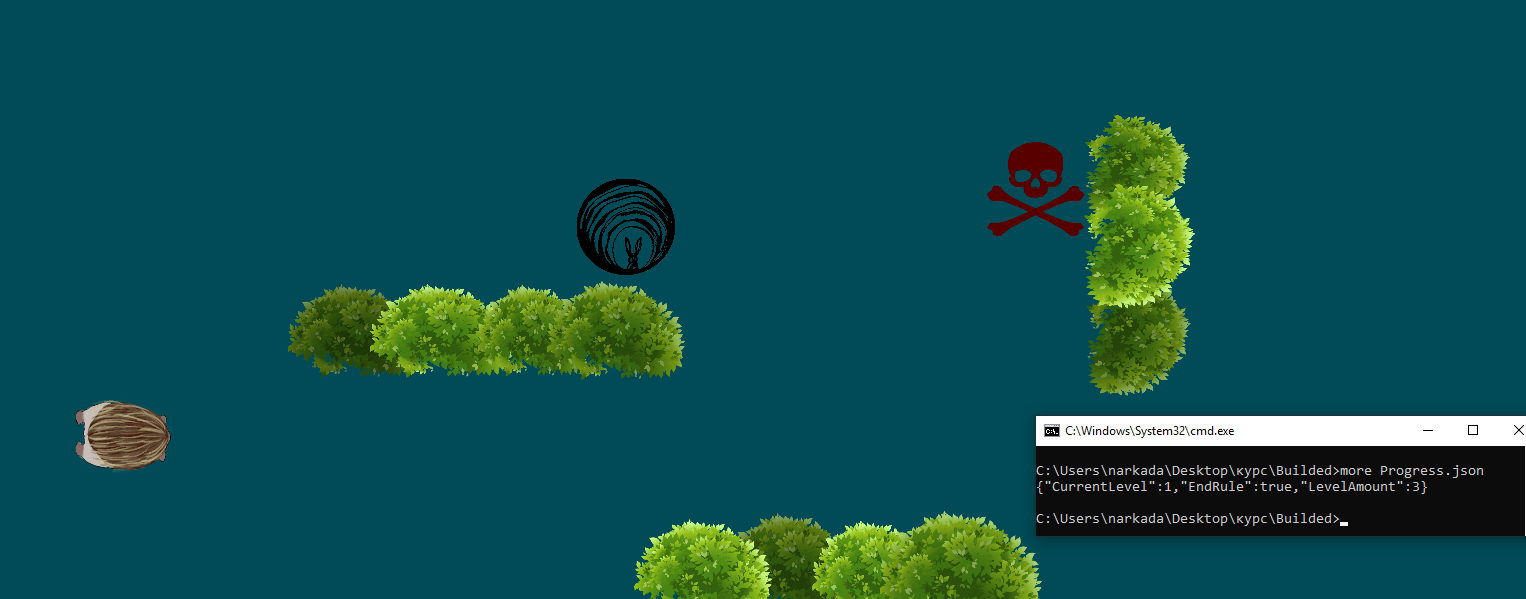 C:\Windows\System32\cmd.exe
C:\Users\narkada\Desktop\курс\Builded>more Progress.json
{"CurrentLevel":1,"EndRule":true,"LevelAmount":3}
C:\Users\narkada\Desktop\курс\Builded>